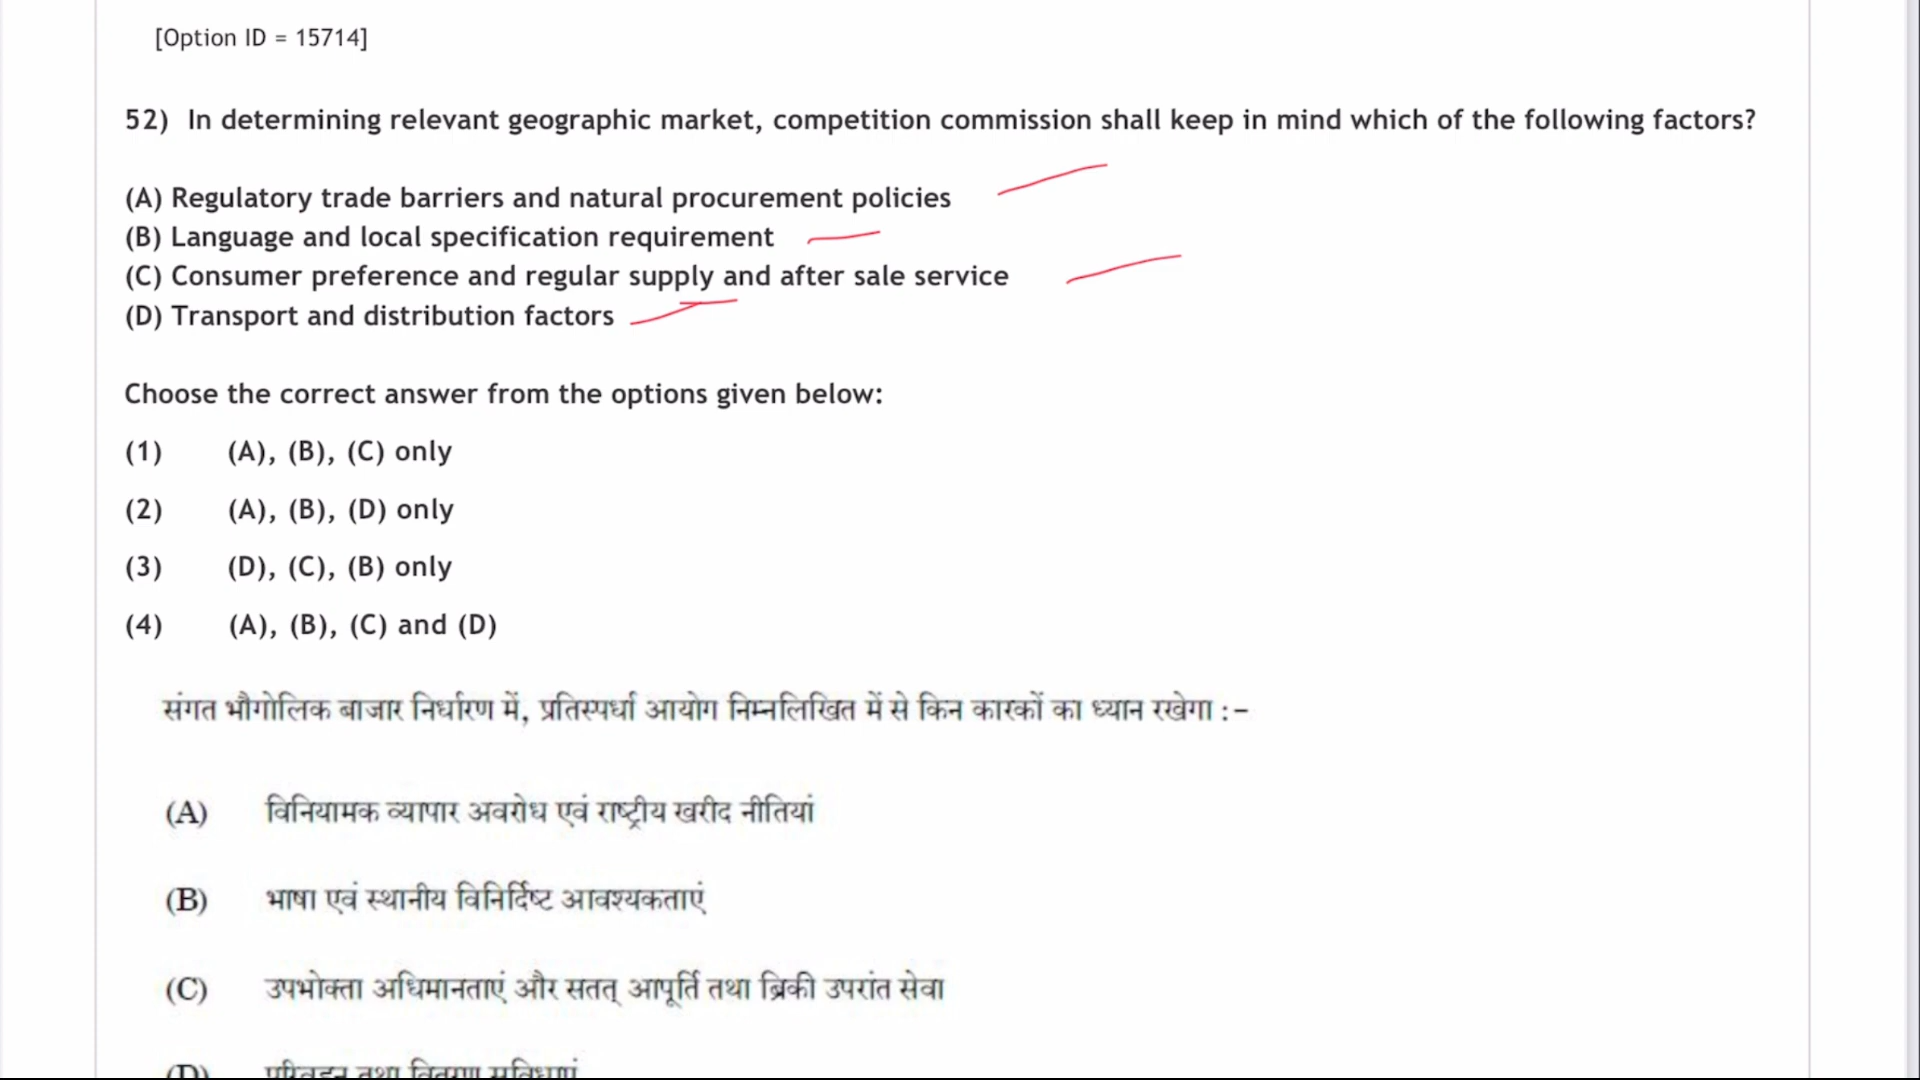 [Option ID = 15714]
52) In determining relevant geographic market, competition commission shall keep in mind which of the following factors?
(A) Regulatory trade barriers and natural procurement policies
(B) Language and local specification requirement
(C) Consumer preference and regular supply and after sale service
(D) Transport and distribution factors
Choose the correct answer from the options given below:
(1) (A), (B), (C) only
(2) (A), (B), (D) only
(3) (D), (C), (B) only
(4) (A), (B), (C) and (D)
संगत भौगोलिक बाजार निर्धारण में, प्रतिस्पर्धा आयोग निम्नलिखित में से किन कारकों का ध्यान रखेगा :-
(A) विनियामक व्यापार अवरोध एवं राष्ट्रीय खरीद नीतियां
(B) भाषा एवं स्थानीय विनिर्दिष्ट आवश्यकताएं
(C) उपभोक्ता अधिमानताएं और सतत् आपूर्ति तथा ब्रिकी उपरांत सेवा
(D) परिवहन तथा वितरण सुविधाएं